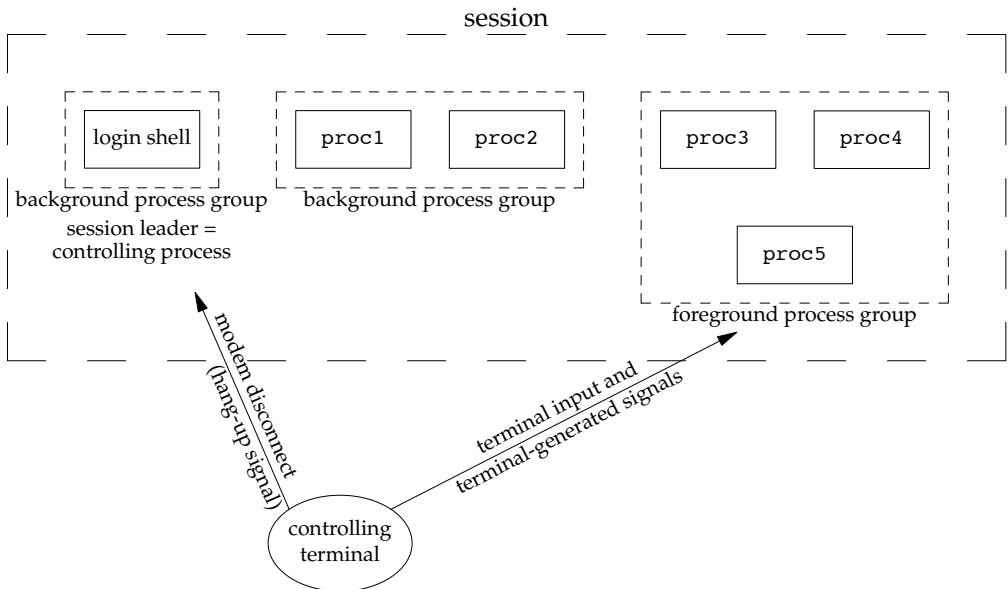 session
login shell
proc1
proc2
proc3
proc4
background process group
session leader =
controlling process
background process group
proc5
foreground process group
modem disconnect
(hang-up signal)
terminal input and
terminal-generated signals
controlling
terminal